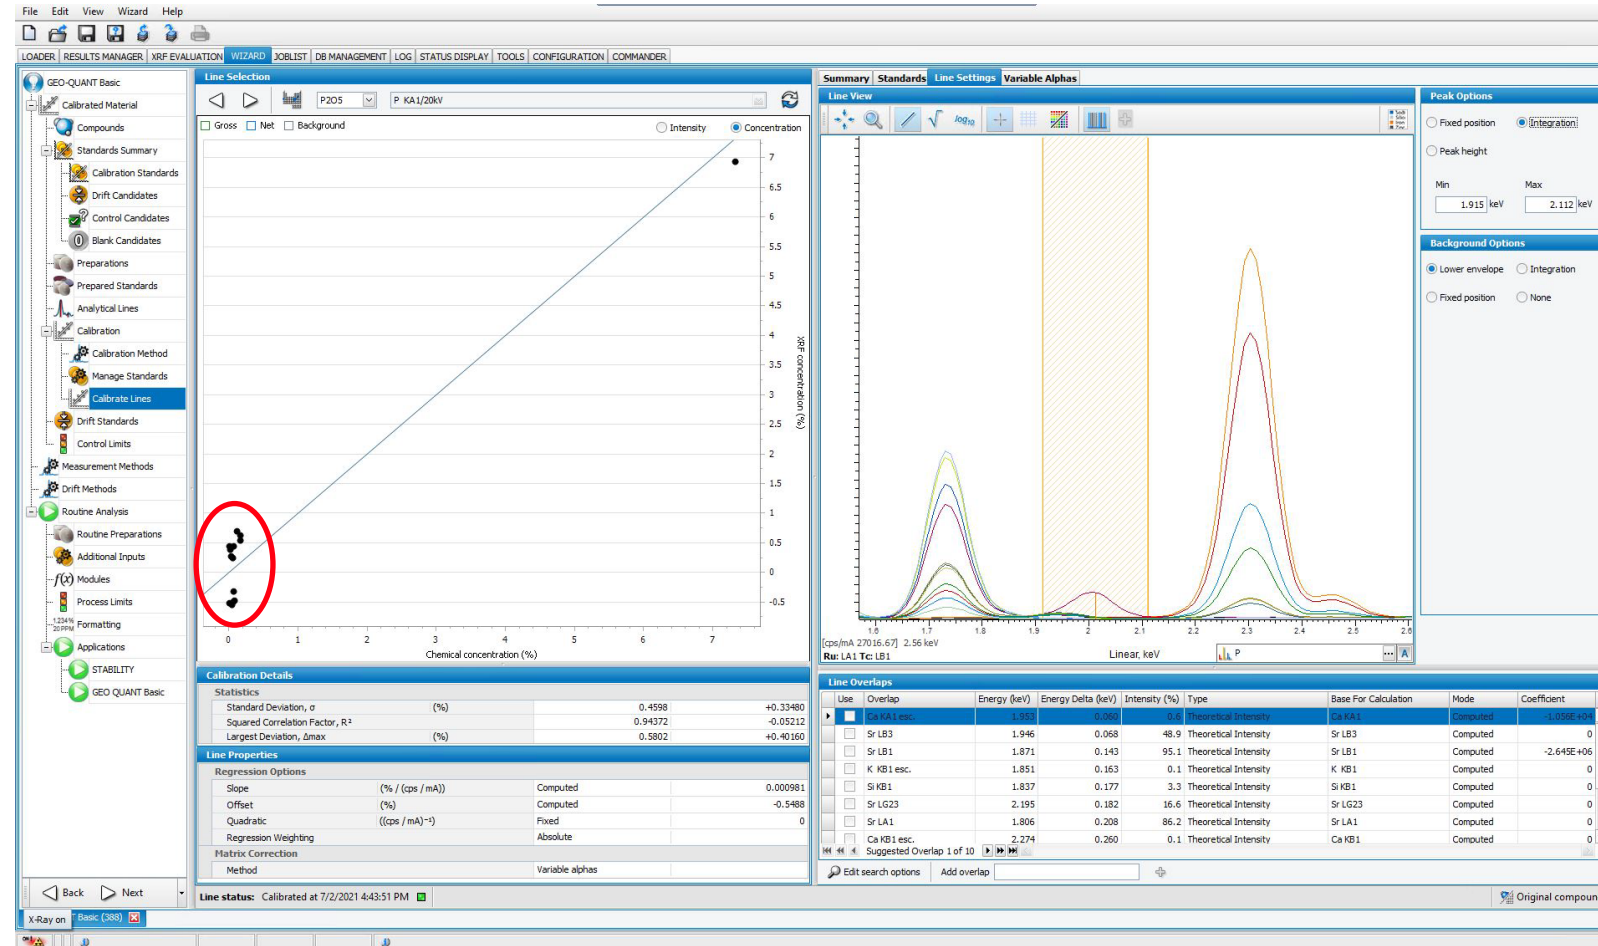 File Edit View Wizard Help
LOADER RESULTS MANAGER XRF EVALUATION WIZARD JOBLIST DB MANAGEMENT LOG STATUS DISPLAY TOOLS CONFIGURATION COMMANDER
GEO-QUANT Basic
Calibrated Material
Compounds
Standards Summary
Calibration Standards
Drift Candidates
Control Candidates
Blank Candidates
Preparations
Prepared Standards
Analytical Lines
Calibration
Calibration Method
Manage Standards
Calibrate Lines
Drift Standards
Control Limits
Measurement Methods
Drift Methods
Routine Analysis
Routine Preparations
Additional Inputs
f(x) Modules
Process Limits
Formatting
Applications
STABILITY
GEO QUANT Basic
Back Next
X-Ray on
Basic (388)
Line Selection
P2O5 P KA1/20kV
Gross Net Background Intensity Concentration
7
6.5
6
5.5
5
4.5
4
3.5
3
2.5
2
1.5
1
0.5
0
-0.5
XRF concentration (%)
0 1 2 3 4 5 6 7
Chemical concentration (%)
Calibration Details
Statistics
Standard Deviation, σ (%) 0.4598 +0.33480
Squared Correlation Factor, R² 0.94372 -0.05212
Largest Deviation, Δmax (%) 0.5802 +0.40160
Line Properties
Regression Options
Slope (% / (cps / mA)) Computed 0.000981
Offset (%) Computed -0.5488
Quadratic ((cps / mA)⁻¹) Fixed 0
Regression Weighting Absolute
Matrix Correction
Method Variable alphas
Line status: Calibrated at 7/2/2021 4:43:51 PM
Summary Standards Line Settings Variable Alphas
Line View
log10
1.6 1.7 1.8 1.9 2 2.1 2.2 2.3 2.4 2.5 2.6
[cps/mA 27016.67] 2.56 keV
Ru: LA1 Tc: LB1 Linear, keV P ... A
Peak Options
Fixed position Integration
Peak height
Min Max
1.915 keV 2.112 keV
Background Options
Lower envelope Integration
Fixed position None
Line Overlaps
Use Overlap Energy (keV) Energy Delta (keV) Intensity (%) Type Base For Calculation Mode Coefficient
Ca KA1 esc. 1.953 0.060 0.6 Theoretical Intensity Ca KA1 Computed -1.056E+04
Sr LB3 1.946 0.068 48.9 Theoretical Intensity Sr LB3 Computed 0
Sr LB1 1.871 0.143 95.1 Theoretical Intensity Sr LB1 Computed -2.645E+06
K KB1 esc. 1.851 0.163 0.1 Theoretical Intensity K KB1 Computed 0
Si KB1 1.837 0.177 3.3 Theoretical Intensity Si KB1 Computed 0
Sr LG23 2.195 0.182 16.6 Theoretical Intensity Sr LG23 Computed 0
Sr LA1 1.806 0.208 86.2 Theoretical Intensity Sr LA1 Computed 0
Ca KB1 esc. 2.274 0.260 0.1 Theoretical Intensity Ca KB1 Computed 0
Suggested Overlap 1 of 10
Edit search options Add overlap
Original compoun